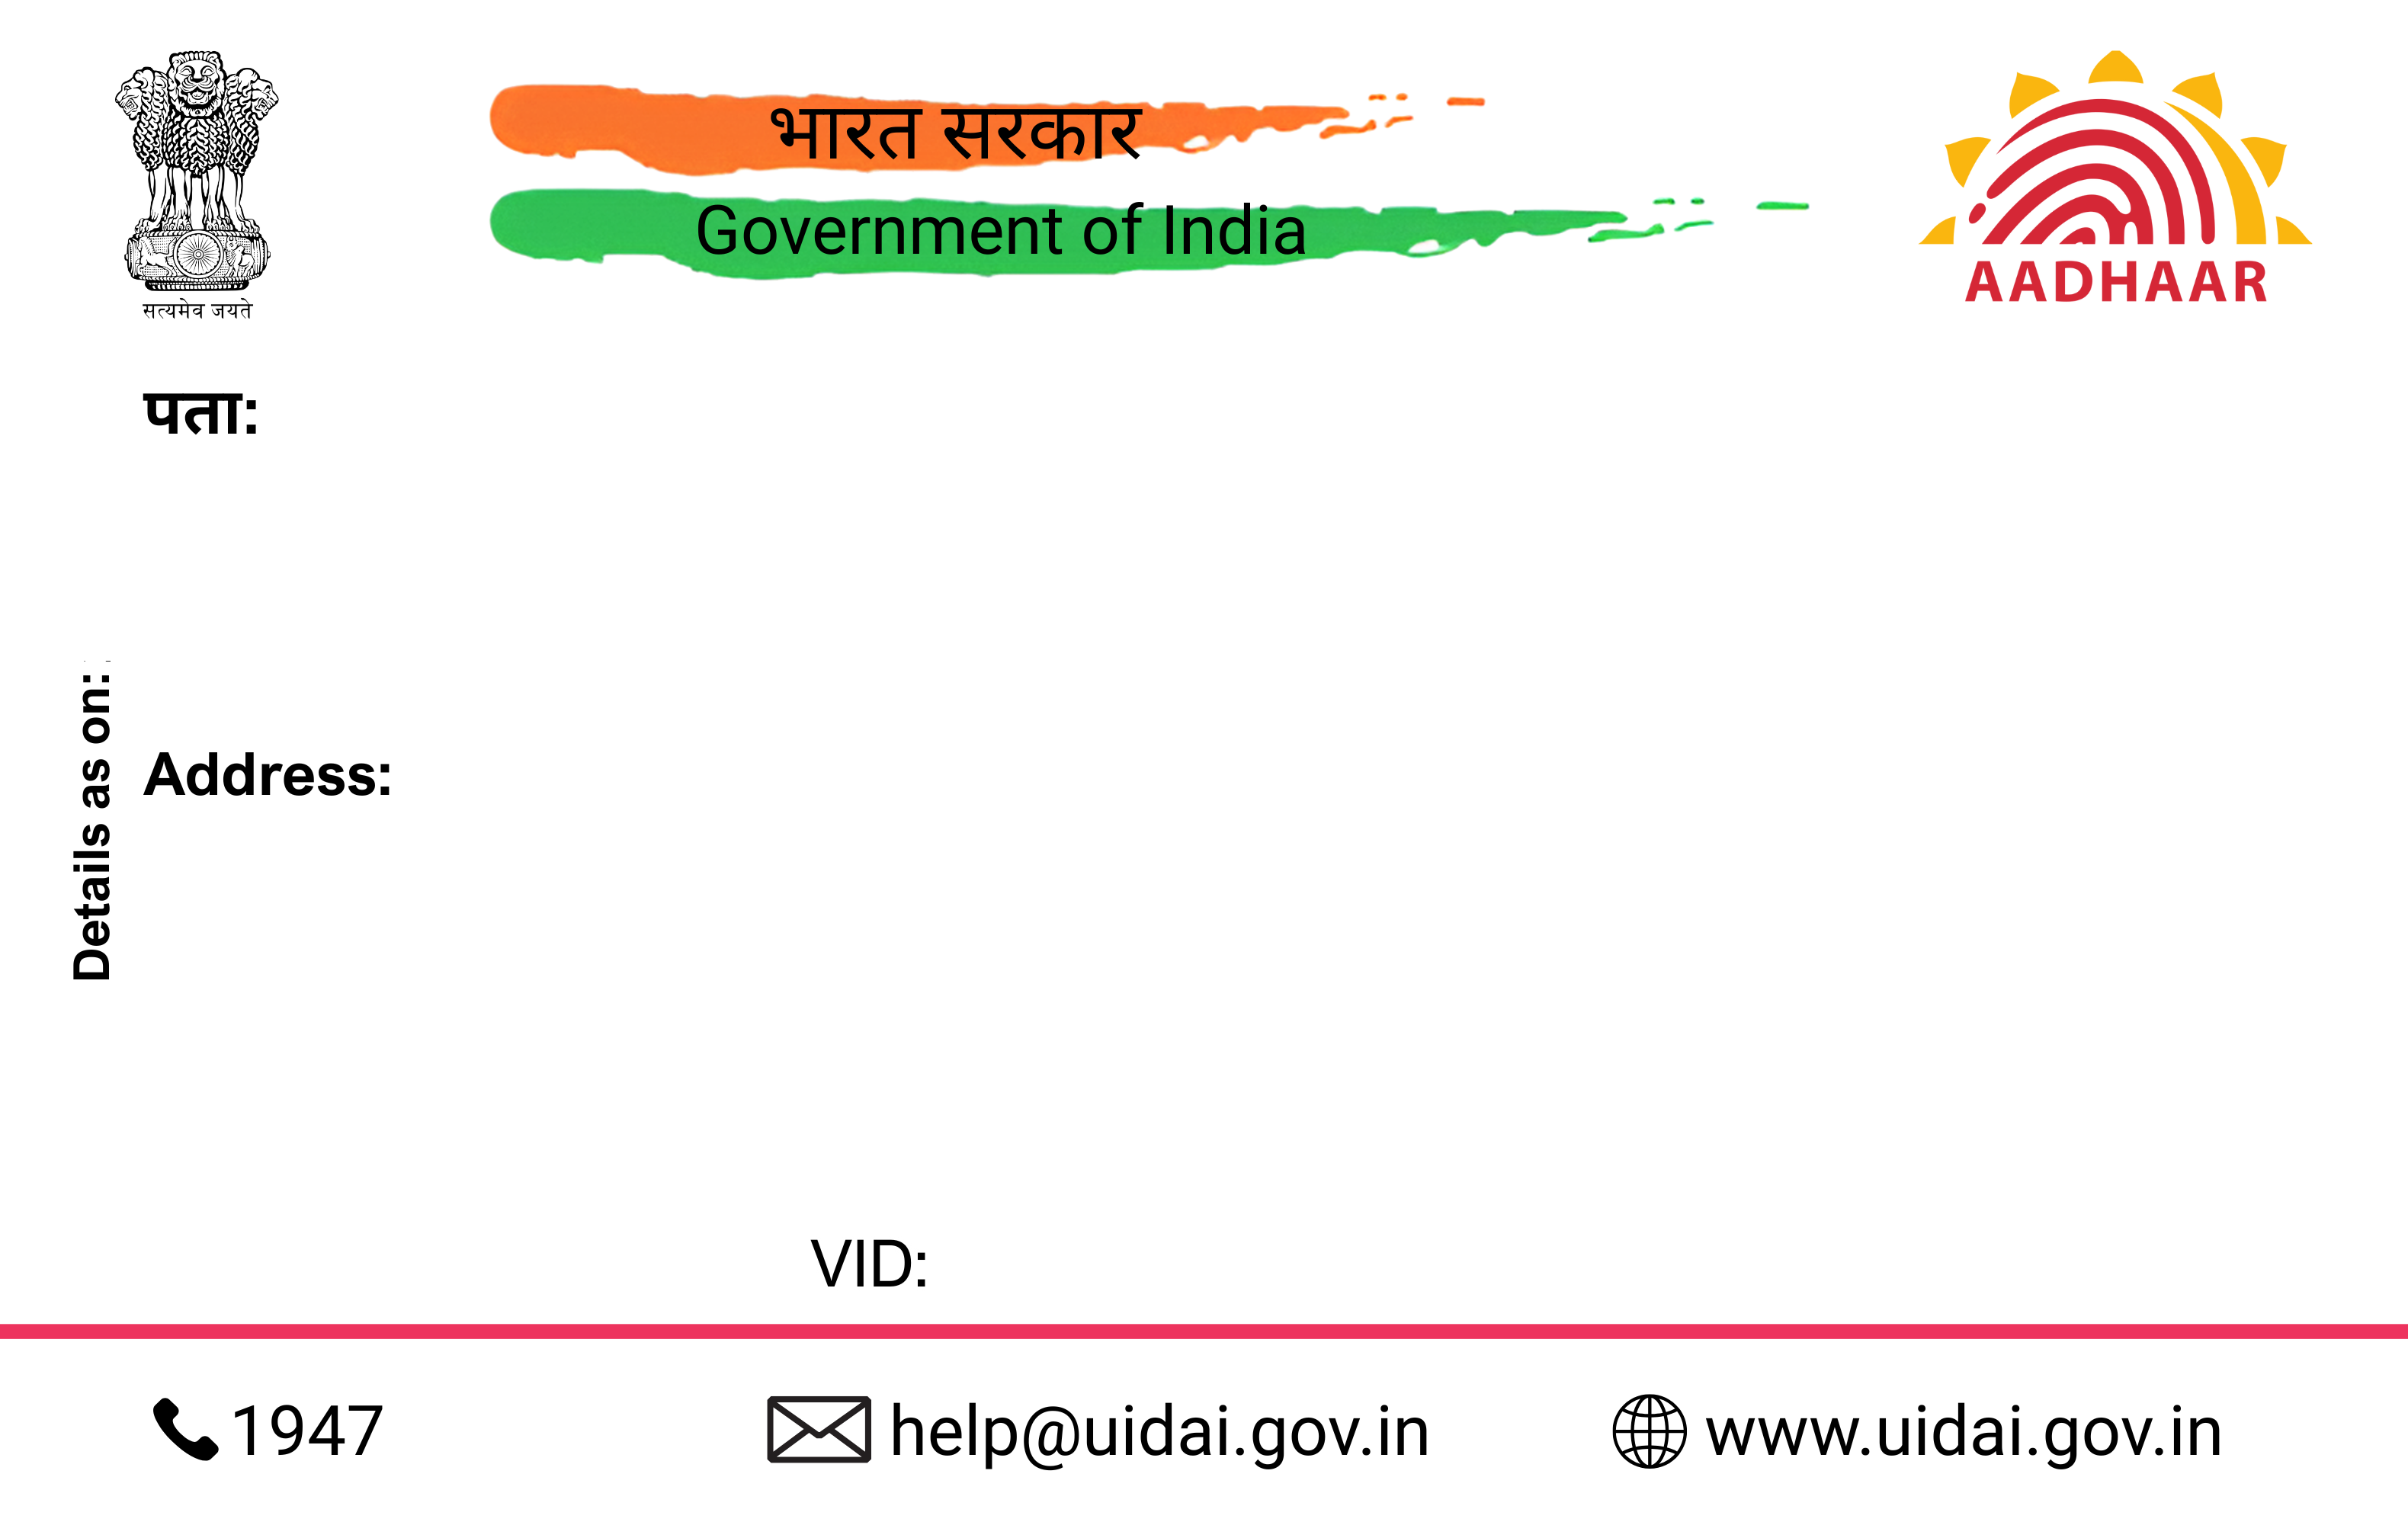 भारत सरकार
Government of India
सत्यमेव जयते
AADHAAR
पता:
Details as on:
Address:
VID:
1947
help@uidai.gov.in
www.uidai.gov.in